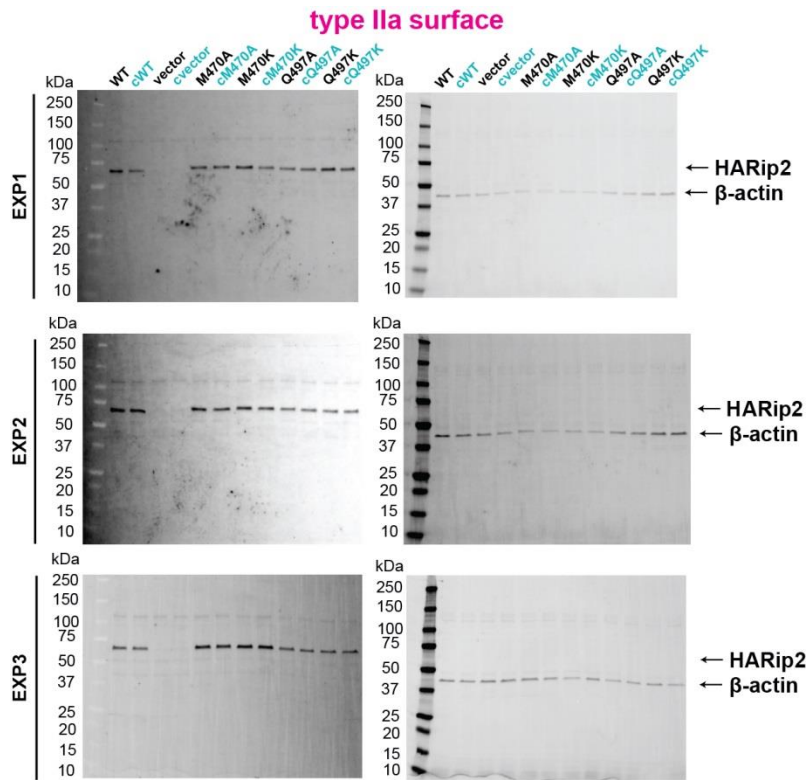 type IIa surface
kDa
WT
cWT
vector
cvector
M470A
cM470A
M470K
cM470K
Q497A
cQ497A
Q497K
cQ497K
kDa
WT
cWT
vector
cvector
M470A
cM470A
M470K
cM470K
Q497A
cQ497A
Q497K
cQ497K
EXP1
250
150
100
75
50
37
25
20
15
10
250
150
100
75
50
37
25
20
15
10
← HARip2
← β-actin
EXP2
kDa
250
150
100
75
50
37
25
20
15
10
kDa
250
150
100
75
50
37
25
20
15
10
← HARip2
← β-actin
EXP3
kDa
250
150
100
75
50
37
25
20
15
10
kDa
250
150
100
75
50
37
25
20
15
10
← HARip2
← β-actin